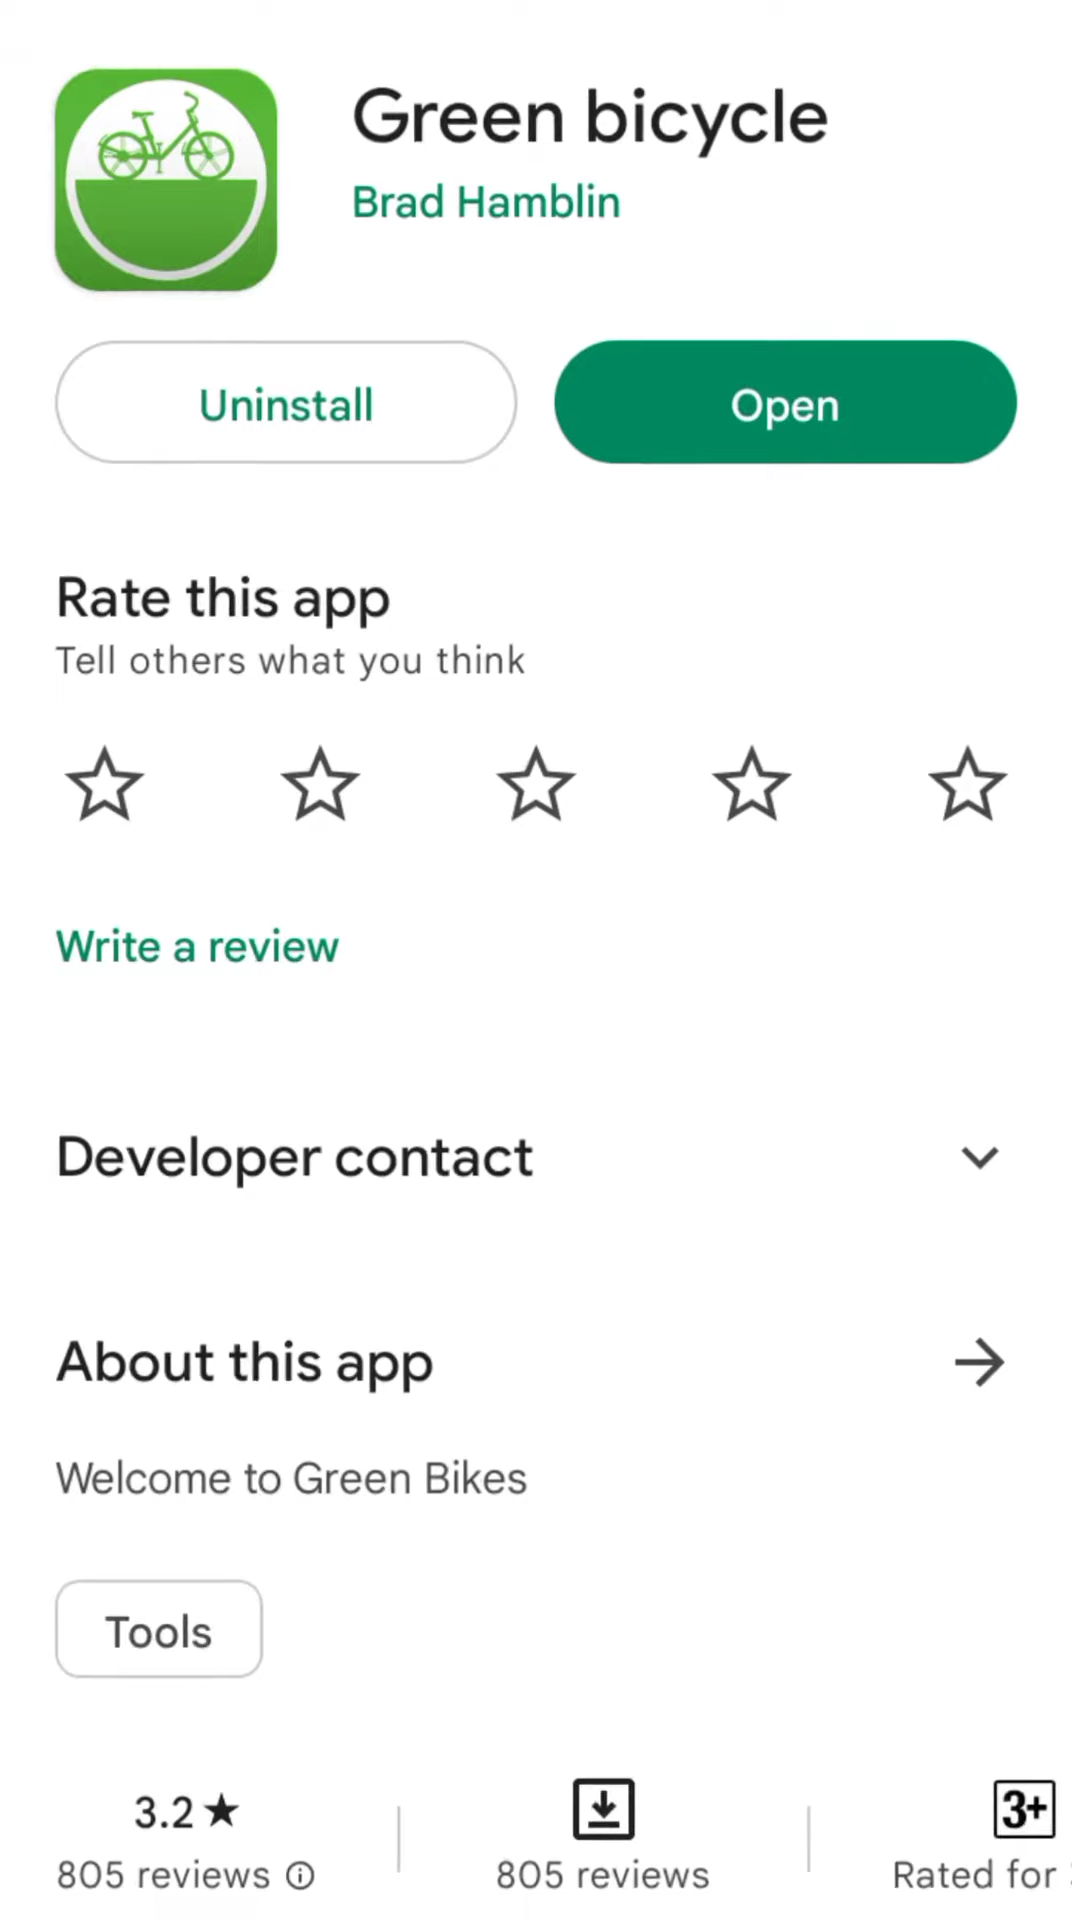 Green bicycle
Brad Hamblin
Uninstall
Open
Rate this app
Tell others what you think
Write a review
Developer contact
About this app
Welcome to Green Bikes
Tools
3.2★
3+
805 reviews
805 reviews
Rated for